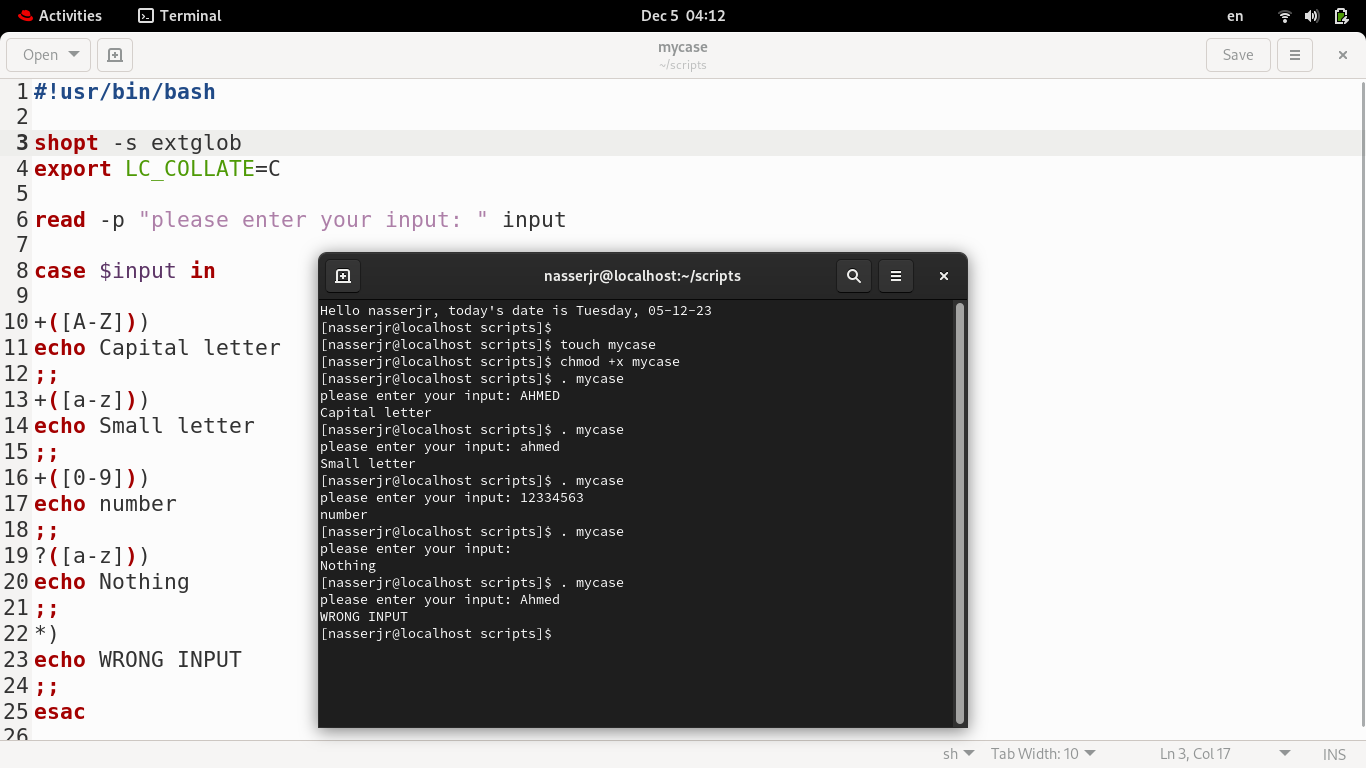 Activities Terminal Dec 5 04:12 en
Open mycase Save
~/scripts
1 #!usr/bin/bash
2
3 shopt -s extglob
4 export LC_COLLATE=C
5
6 read -p "please enter your input: " input
7
8 case $input in
9
10 +([A-Z]))
11 echo Capital letter
12 ;;
13 +([a-z]))
14 echo Small letter
15 ;;
16 +([0-9]))
17 echo number
18 ;;
19 ?([a-z]))
20 echo Nothing
21 ;;
22 *)
23 echo WRONG INPUT
24 ;;
25 esac
26
nasserjr@localhost:~/scripts
Hello nasserjr, today's date is Tuesday, 05-12-23
[nasserjr@localhost scripts]$
[nasserjr@localhost scripts]$ touch mycase
[nasserjr@localhost scripts]$ chmod +x mycase
[nasserjr@localhost scripts]$ . mycase
please enter your input: AHMED
Capital letter
[nasserjr@localhost scripts]$ . mycase
please enter your input: ahmed
Small letter
[nasserjr@localhost scripts]$ . mycase
please enter your input: 12334563
number
[nasserjr@localhost scripts]$ . mycase
please enter your input:
Nothing
[nasserjr@localhost scripts]$ . mycase
please enter your input: Ahmed
WRONG INPUT
[nasserjr@localhost scripts]$
sh Tab Width: 10 Ln 3, Col 17 INS